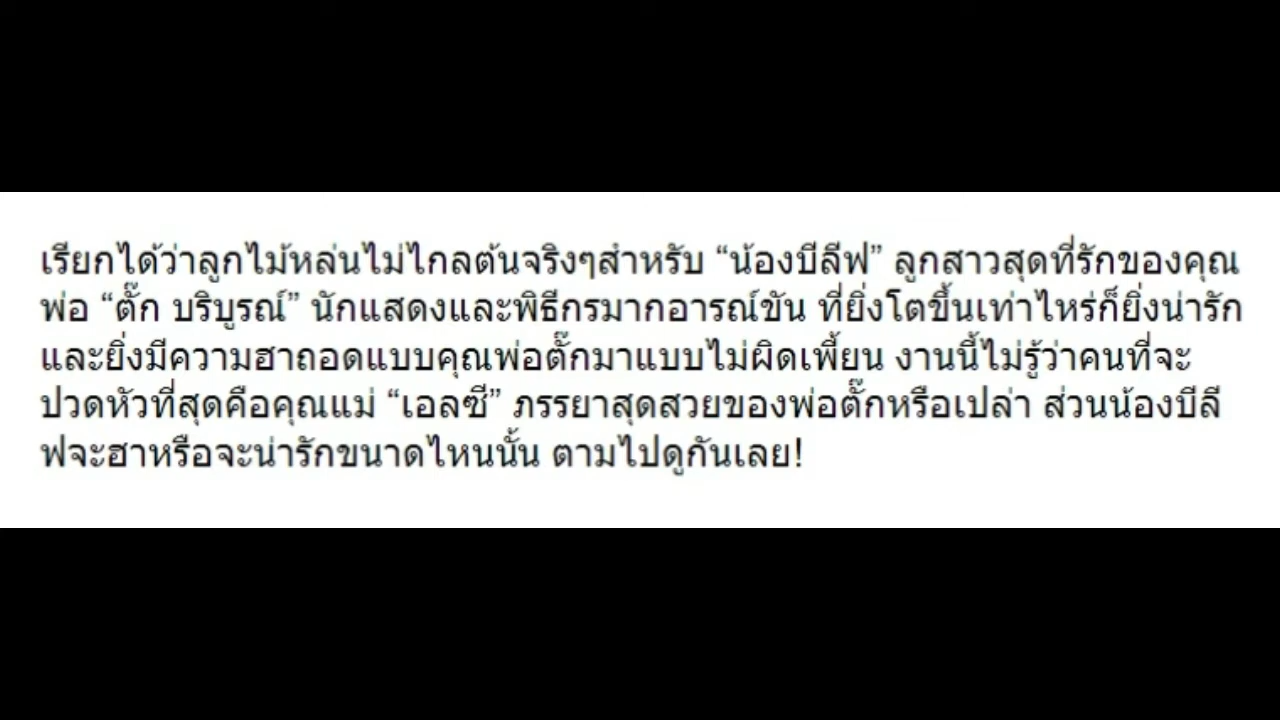 เรียกได้ว่าลูกไม้หล่นไม่ไกลต้นจริงๆสำหรับ “น้องบีลีฟ” ลูกสาวสุดที่รักของคุณ
พ่อ “ตั๊ก บริบูรณ์” นักแสดงและพิธีกรมากอารณ์ขัน ที่ยิ่งโตขึ้นเท่าไหร่ก็ยิ่งน่ารัก
และยิ่งมีความฮาถอดแบบคุณพ่อตั๊กมาแบบไม่ผิดเพี้ยน งานนี้ไม่รู้ว่าคนที่จะ
ปวดหัวที่สุดคือคุณแม่ “เอลซี” ภรรยาสุดสวยของพ่อตั๊กหรือเปล่า ส่วนน้องบีลี
ฟจะฮาหรือจะน่ารักขนาดไหนนั้น ตามไปดูกันเลย!